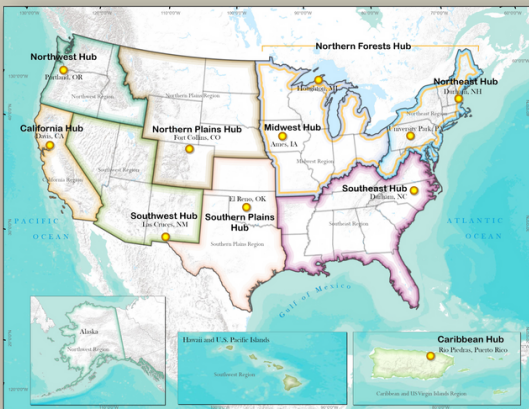 Northern Forests Hub
Northwest Hub
Portland, OR
Northwest Region
Northern Plains Region
Houghton, MI
Northeast Hub
Durham, NH
Northeast Region
California Hub
Davis, CA
California Region
Northern Plains Hub
Fort Collins, CO
Midwest Hub
Ames, IA
Midwest Region
University Park, PA
Southwest Region
Southeast Hub
Durham, NC
Southeast Region
Southwest Hub
Las Cruces, NM
El Reno, OK
Southern Plains
Hub
Southern Plains Region
PACIFIC
OCEAN
ATLANTIC
OCEAN
Gulf of Mexico
Alaska
Northwest Region
Hawaii and U.S. Pacific Islands
Southwest Region
Caribbean Hub
Rio Piedras, Puerto Rico
Caribbean and US Virgin Islands Region